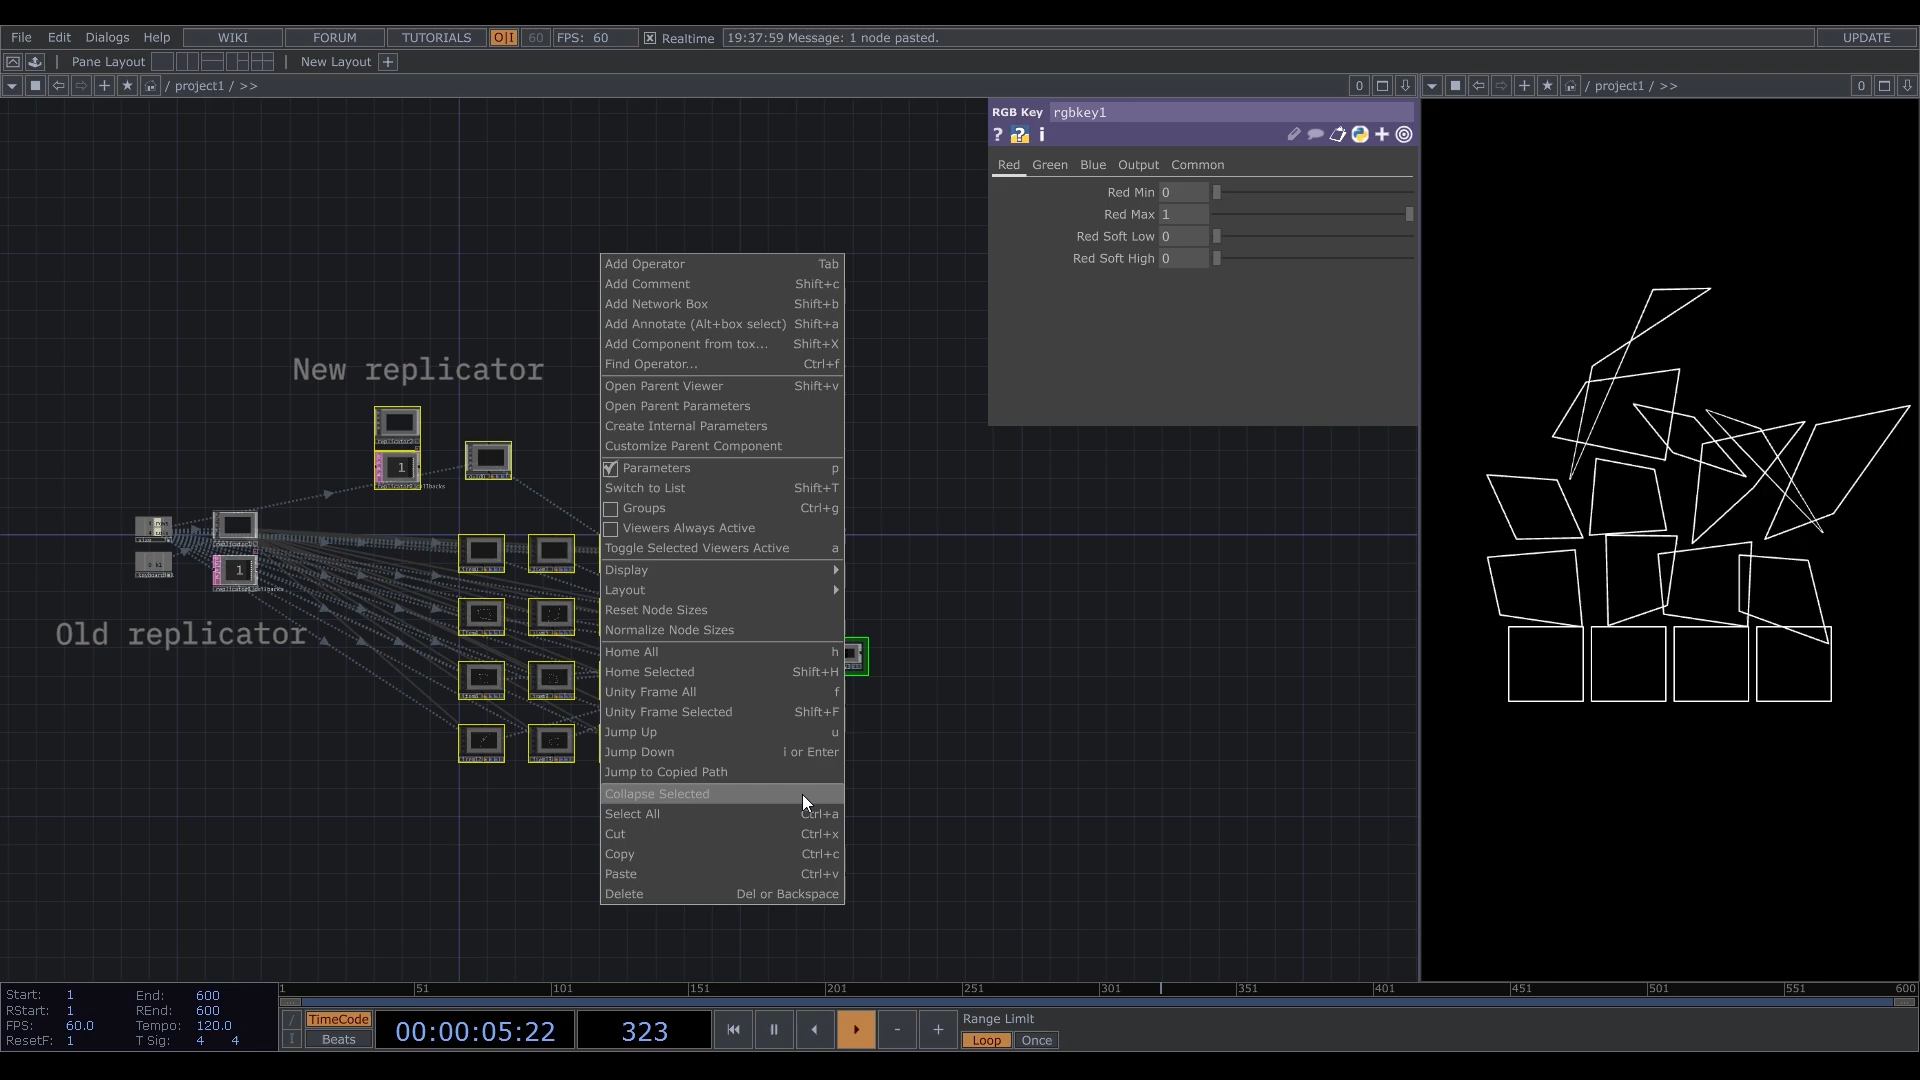 File Edit Dialogs Help WIKI FORUM TUTORIALS O|I 60 FPS: 60 Realtime 19:37:59 Message: 1 node pasted. UPDATE
Pane Layout New Layout +
/ project1 / >> 0 / project1 / >> 0
RGB Key rgbkey1
? ? i
Red Green Blue Output Common
Red Min 0
Red Max 1
Red Soft Low 0
Red Soft High 0
Add Operator Tab
Add Comment Shift+c
Add Network Box Shift+b
Add Annotate (Alt+box select) Shift+a
Add Component from tox... Shift+X
Find Operator... Ctrl+f
Open Parent Viewer Shift+v
Open Parent Parameters
Create Internal Parameters
Customize Parent Component
Parameters p
Switch to List Shift+T
Groups Ctrl+g
Viewers Always Active
Toggle Selected Viewers Active a
Display
Layout
Reset Node Sizes
Normalize Node Sizes
Home All h
Home Selected Shift+H
Unity Frame All f
Unity Frame Selected Shift+F
Jump Up u
Jump Down i or Enter
Jump to Copied Path
Collapse Selected
Select All Ctrl+a
Cut Ctrl+x
Copy Ctrl+c
Paste Ctrl+v
Delete Del or Backspace
New replicator
1
1
Old replicator
1 51 101 151 201 251 301 351 401 451 501 551 600
Start: 1 End: 600
RStart: 1 REnd: 600
FPS: 60.0 Tempo: 120.0
ResetF: 1 T Sig: 4 4
TimeCode
Beats
00:00:05:22 323
- +
Range Limit
Loop Once